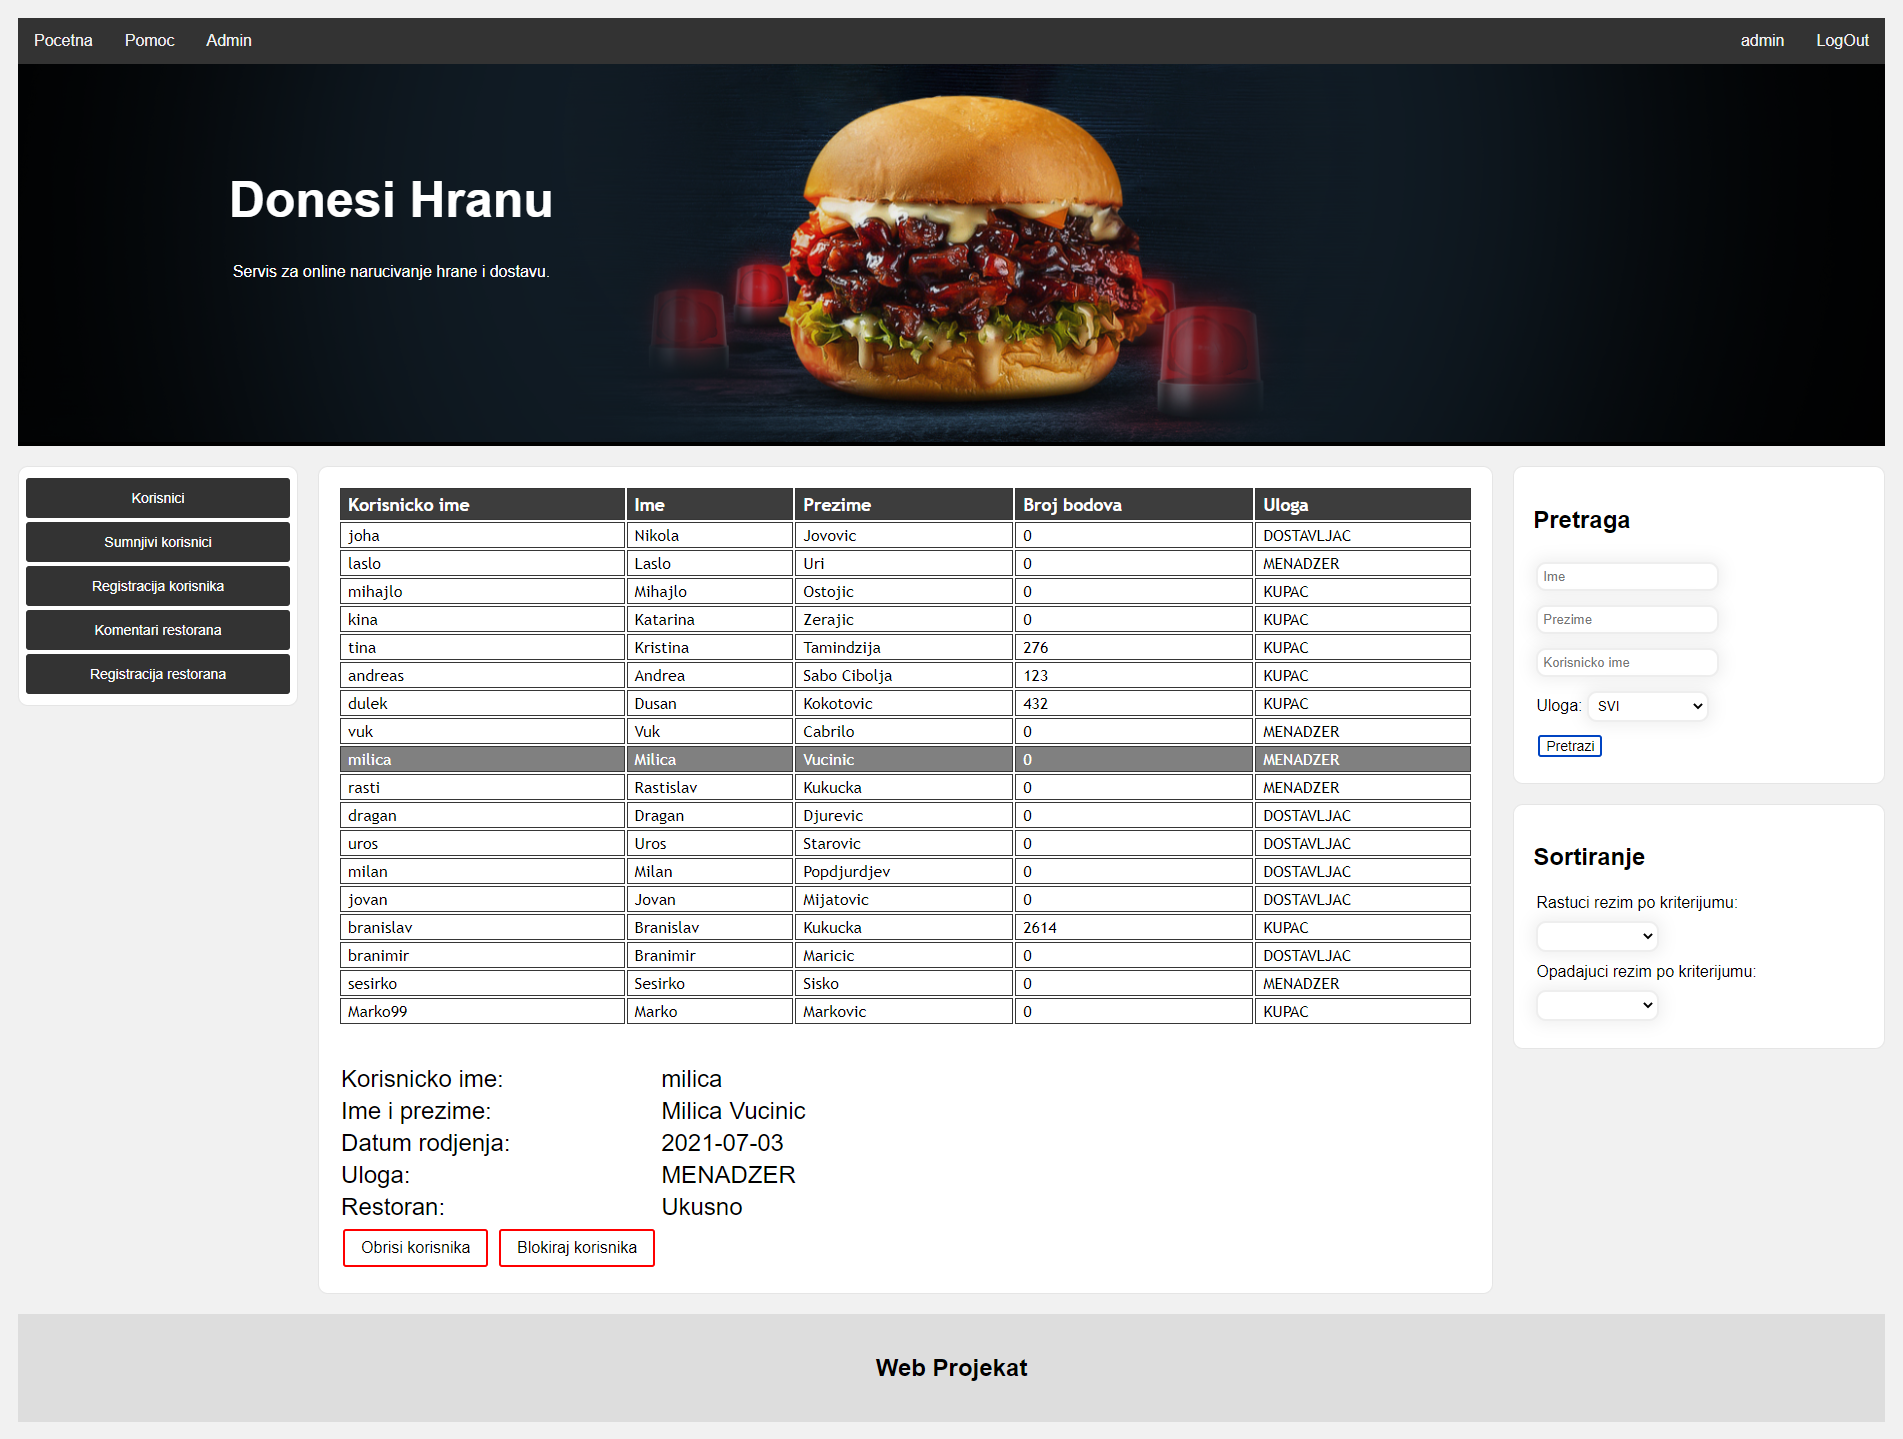 Pocetna Pomoc Admin admin LogOut
Donesi Hranu
Servis za online narucivanje hrane i dostavu.
Korisnici
Sumnjivi korisnici
Registracija korisnika
Komentari restorana
Registracija restorana
Korisnicko ime Ime Prezime Broj bodova Uloga
joha Nikola Jovovic 0 DOSTAVLJAC
laslo Laslo Uri 0 MENADZER
mihajlo Mihajlo Ostojic 0 KUPAC
kina Katarina Zerajic 0 KUPAC
tina Kristina Tamindzija 276 KUPAC
andreas Andrea Sabo Cibolja 123 KUPAC
dulek Dusan Kokotovic 432 KUPAC
vuk Vuk Cabrilo 0 MENADZER
milica Milica Vucinic 0 MENADZER
rasti Rastislav Kukucka 0 MENADZER
dragan Dragan Djurevic 0 DOSTAVLJAC
uros Uros Starovic 0 DOSTAVLJAC
milan Milan Popdjurdjev 0 DOSTAVLJAC
jovan Jovan Mijatovic 0 DOSTAVLJAC
branislav Branislav Kukucka 2614 KUPAC
branimir Branimir Maricic 0 DOSTAVLJAC
sesirko Sesirko Sisko 0 MENADZER
Marko99 Marko Markovic 0 KUPAC
Korisnicko ime: milica
Ime i prezime: Milica Vucinic
Datum rodjenja: 2021-07-03
Uloga: MENADZER
Restoran: Ukusno
Obrisi korisnika Blokiraj korisnika
Pretraga
Ime
Prezime
Korisnicko ime
Uloga: SVI
Pretrazi
Sortiranje
Rastuci rezim po kriterijumu:
Opadajuci rezim po kriterijumu:
Web Projekat